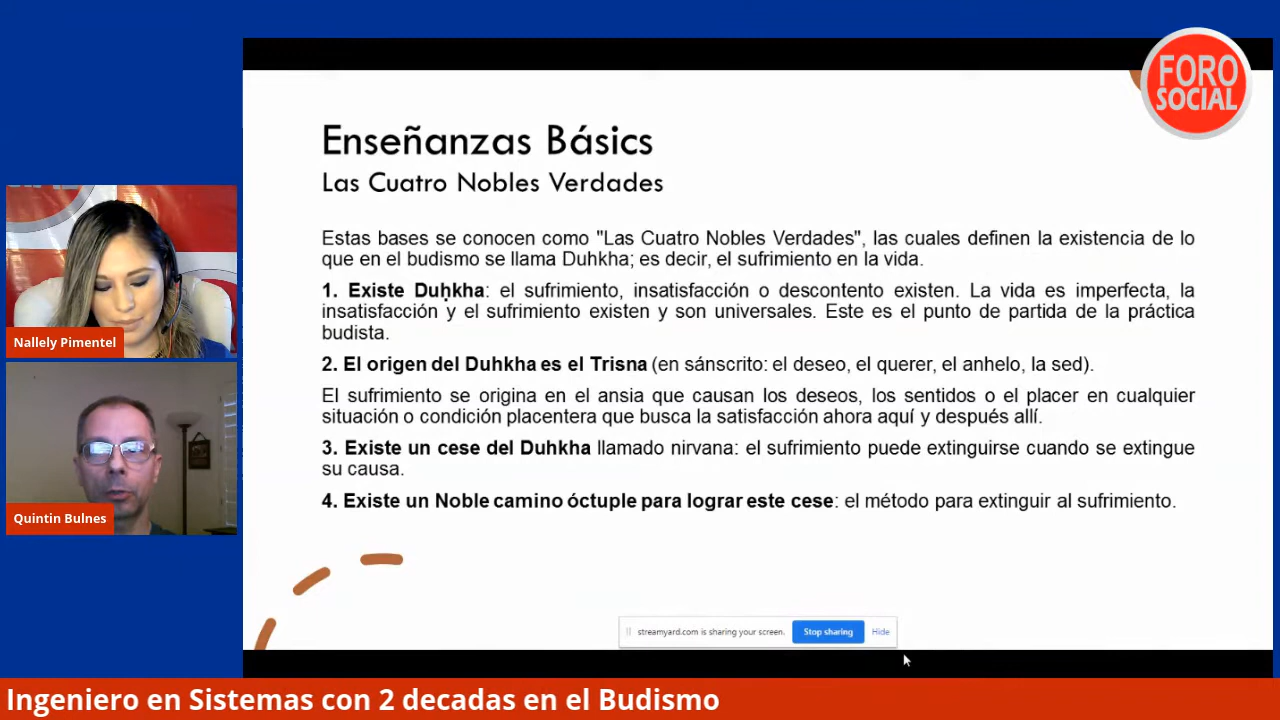 FORO
SOCIAL
Enseñanzas Básics
Las Cuatro Nobles Verdades
Estas bases se conocen como "Las Cuatro Nobles Verdades", las cuales definen la existencia de lo
que en el budismo se llama Duhkha; es decir, el sufrimiento en la vida.
1. Existe Duḥkha: el sufrimiento, insatisfacción o descontento existen. La vida es imperfecta, la
insatisfacción y el sufrimiento existen y son universales. Este es el punto de partida de la práctica
budista.
2. El origen del Duhkha es el Trisna (en sánscrito: el deseo, el querer, el anhelo, la sed).
El sufrimiento se origina en el ansia que causan los deseos, los sentidos o el placer en cualquier
situación o condición placentera que busca la satisfacción ahora aquí y después allí.
3. Existe un cese del Duhkha llamado nirvana: el sufrimiento puede extinguirse cuando se extingue
su causa.
4. Existe un Noble camino óctuple para lograr este cese: el método para extinguir al sufrimiento.
Nallely Pimentel
Quintin Bulnes
streamyard.com is sharing your screen.
Stop sharing
Hide
Ingeniero en Sistemas con 2 decadas en el Budismo